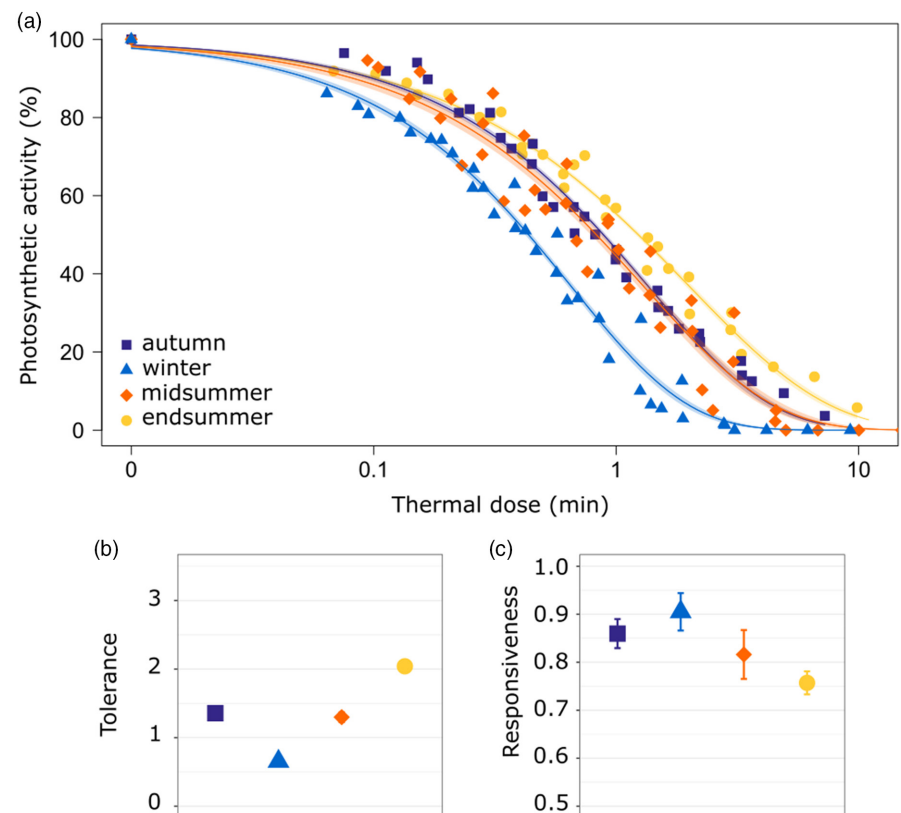 (a)
Photosynthetic activity (%)
100
80
60
40
20
0
autumn
winter
midsummer
endsummer
0 0.1 1 10
Thermal dose (min)
(b)
Tolerance
3
2
1
0
(c)
Responsiveness
1.0
0.9
0.8
0.7
0.6
0.5